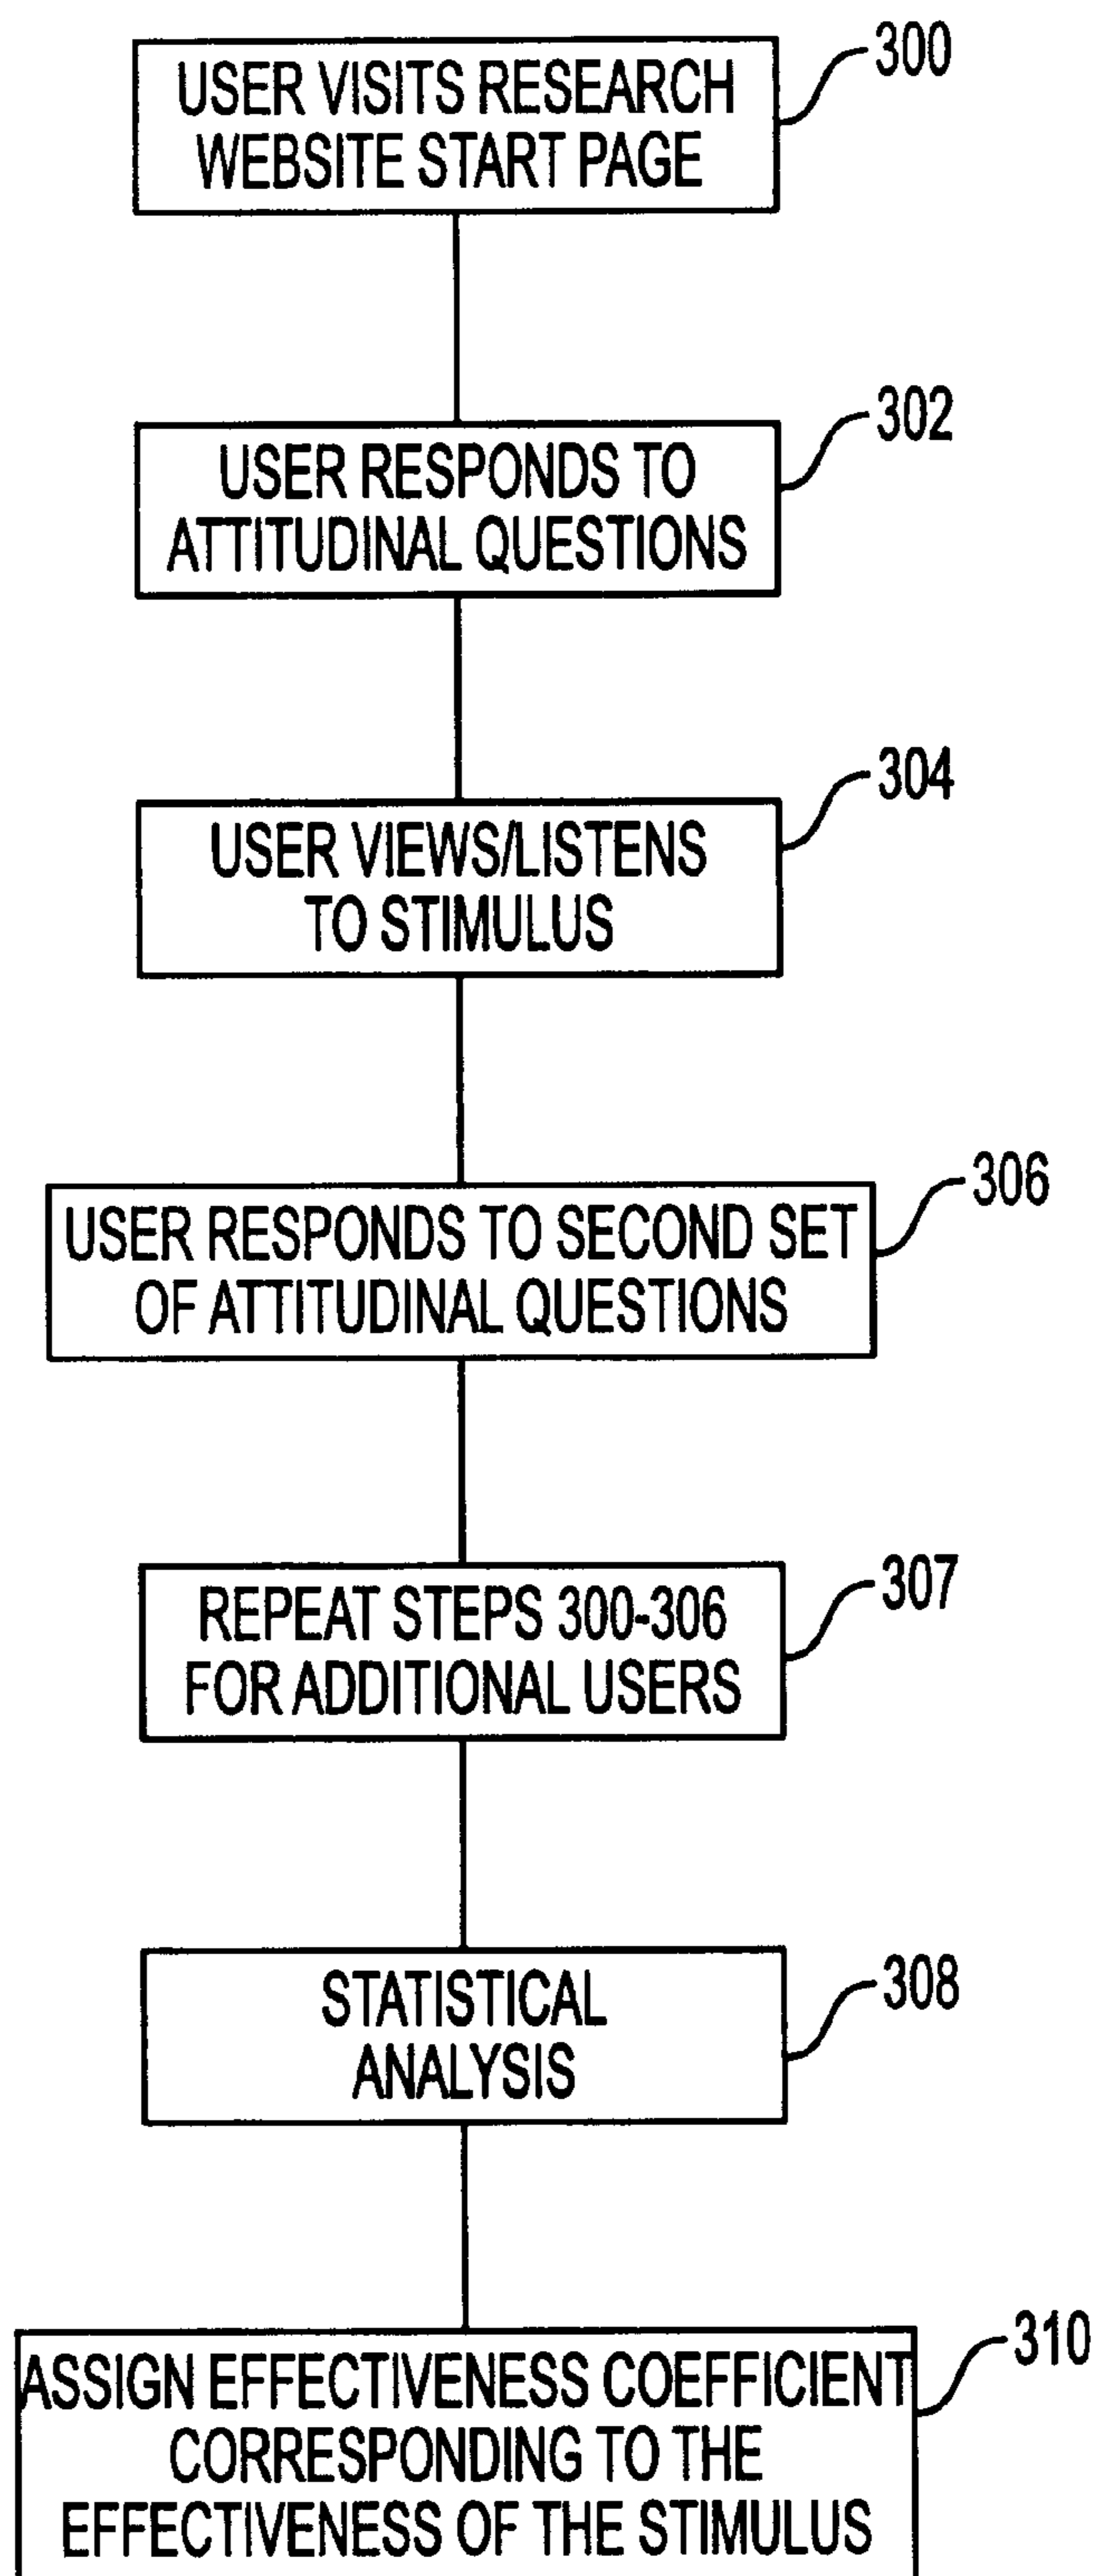 300
USER VISITS RESEARCH
WEBSITE START PAGE
302
USER RESPONDS TO
ATTITUDINAL QUESTIONS
304
USER VIEWS/LISTENS
TO STIMULUS
306
USER RESPONDS TO SECOND SET
OF ATTITUDINAL QUESTIONS
307
REPEAT STEPS 300-306
FOR ADDITIONAL USERS
308
STATISTICAL
ANALYSIS
310
ASSIGN EFFECTIVENESS COEFFICIENT
CORRESPONDING TO THE
EFFECTIVENESS OF THE STIMULUS